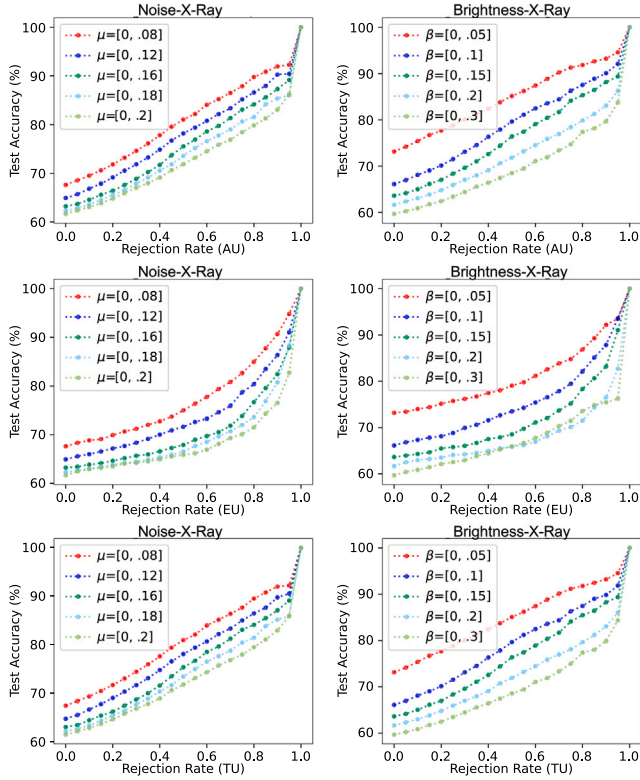 _Noise-X-Ray
Test Accuracy (%)
100
90
80
70
60
μ=[0, .08]
μ=[0, .12]
μ=[0, .16]
μ=[0, .18]
μ=[0, .2]
0.0 0.2 0.4 0.6 0.8 1.0
Rejection Rate (AU)
Brightness-X-Ray
Test Accuracy (%)
100
90
80
70
60
β=[0, .05]
β=[0, .1]
β=[0, .15]
β=[0, .2]
β=[0, .3]
0.0 0.2 0.4 0.6 0.8 1.0
Rejection Rate (AU)
_Noise-X-Ray
Test Accuracy (%)
100
90
80
70
60
μ=[0, .08]
μ=[0, .12]
μ=[0, .16]
μ=[0, .18]
μ=[0, .2]
0.0 0.2 0.4 0.6 0.8 1.0
Rejection Rate (EU)
Brightness-X-Ray
Test Accuracy (%)
100
90
80
70
60
β=[0, .05]
β=[0, .1]
β=[0, .15]
β=[0, .2]
β=[0, .3]
0.0 0.2 0.4 0.6 0.8 1.0
Rejection Rate (EU)
_Noise-X-Ray
Test Accuracy (%)
100
90
80
70
60
μ=[0, .08]
μ=[0, .12]
μ=[0, .16]
μ=[0, .18]
μ=[0, .2]
0.0 0.2 0.4 0.6 0.8 1.0
Rejection Rate (TU)
Brightness-X-Ray
Test Accuracy (%)
100
90
80
70
60
β=[0, .05]
β=[0, .1]
β=[0, .15]
β=[0, .2]
β=[0, .3]
0.0 0.2 0.4 0.6 0.8 1.0
Rejection Rate (TU)